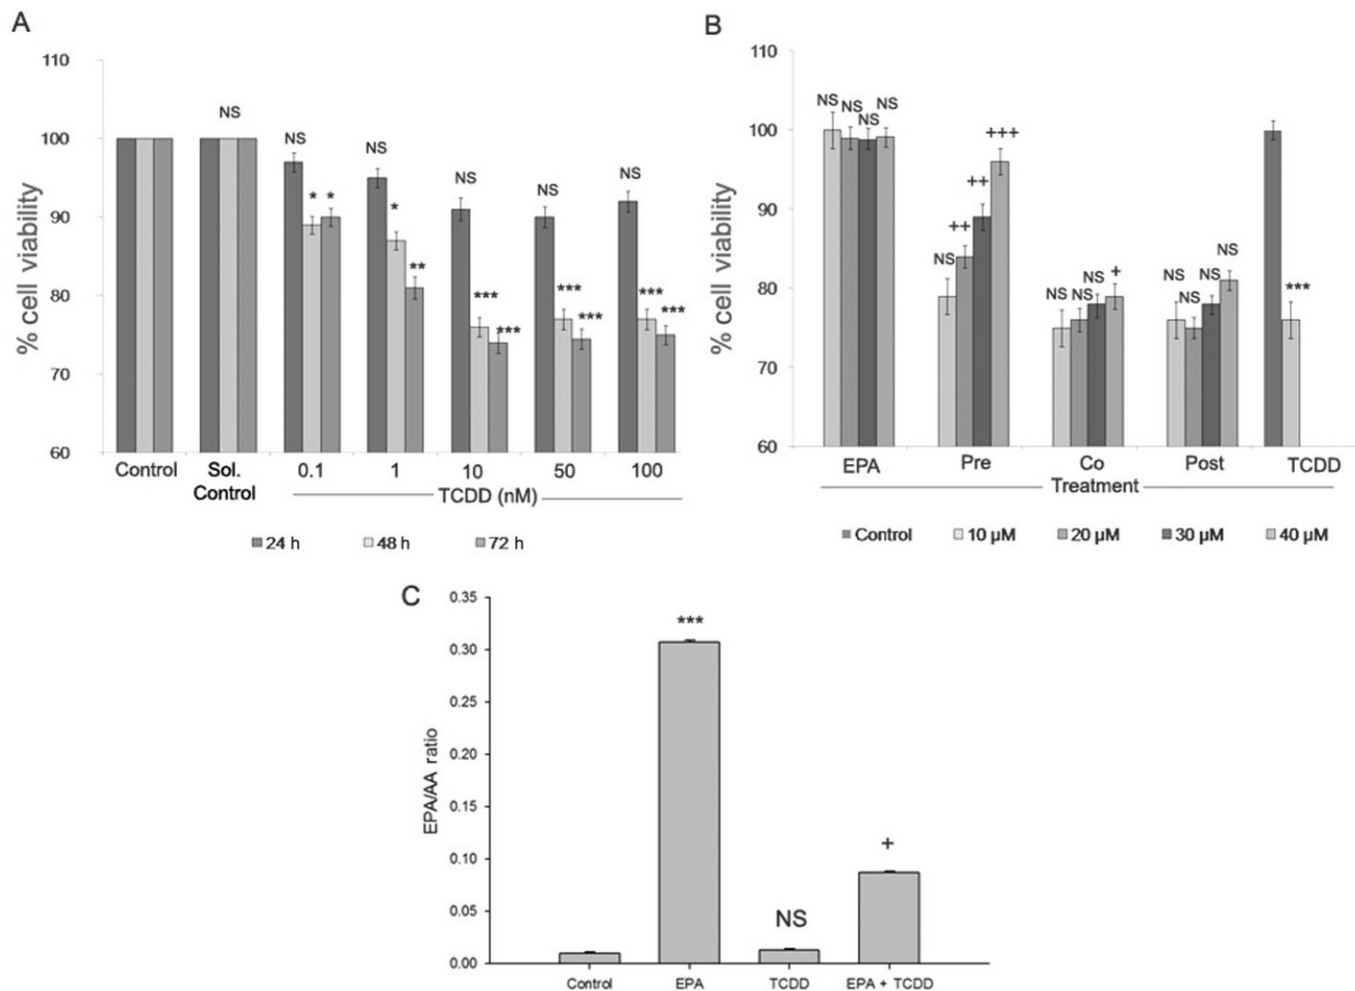 A
110
100
90
80
70
60
% cell viability
NS
NS
* *
NS
*
**
NS
***
***
NS
***
***
NS
***
***
Control
Sol.
Control
0.1
1
10
50
100
TCDD (nM)
24 h
48 h
72 h
B
110
100
90
80
70
60
% cell viability
NS
NS
NS
NS
NS
++
++
+++
NS
NS
NS
+
NS
NS
NS
NS
***
EPA
Pre
Co
Post
TCDD
Treatment
Control
10 µM
20 µM
30 µM
40 µM
C
0.35
0.30
0.25
0.20
0.15
0.10
0.05
0.00
EPA/AA ratio
***
NS
+
Control
EPA
TCDD
EPA + TCDD